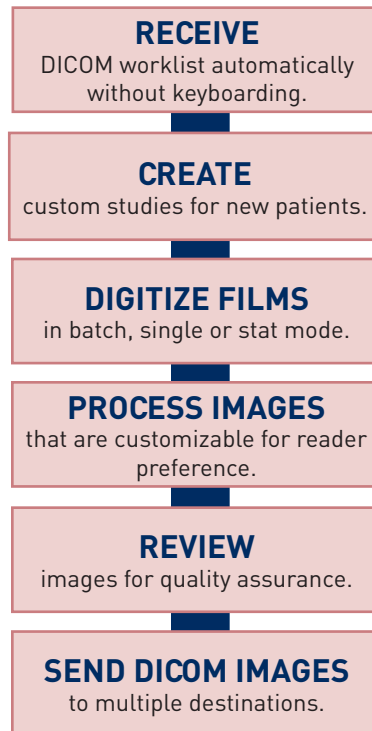 RECEIVE
DICOM worklist automatically
without keyboarding.
CREATE
custom studies for new patients.
DIGITIZE FILMS
in batch, single or stat mode.
PROCESS IMAGES
that are customizable for reader
preference.
REVIEW
images for quality assurance.
SEND DICOM IMAGES
to multiple destinations.